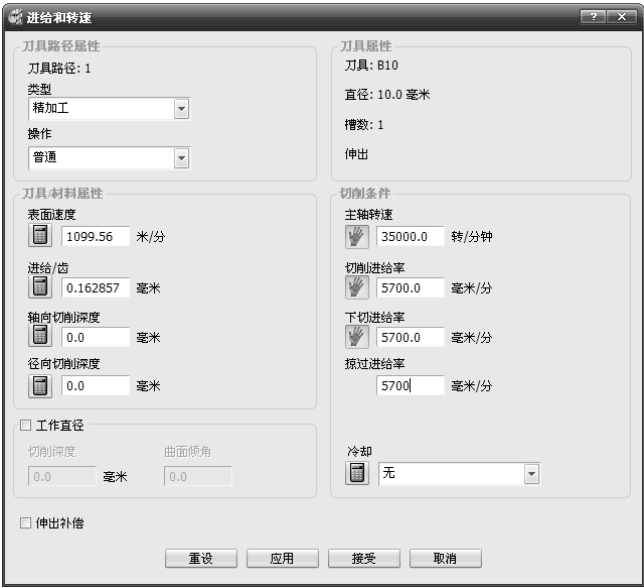 进给和转速
刀具路径属性
刀具路径: 1
类型
精加工
操作
普通
刀具属性
刀具: B10
直径: 10.0 毫米
槽数: 1
伸出
刀具/材料属性
表面速度
1099.56 米/分
进给/齿
0.162857 毫米
轴向切削深度
0.0 毫米
径向切削深度
0.0 毫米
切削条件
主轴转速
35000.0 转/分钟
切削进给率
5700.0 毫米/分
下切进给率
5700.0 毫米/分
掠过进给率
5700 毫米/分
冷却
无
工作直径
切削深度 曲面倾角
0.0 毫米 0.0
伸出补偿
重设 应用 接受 取消